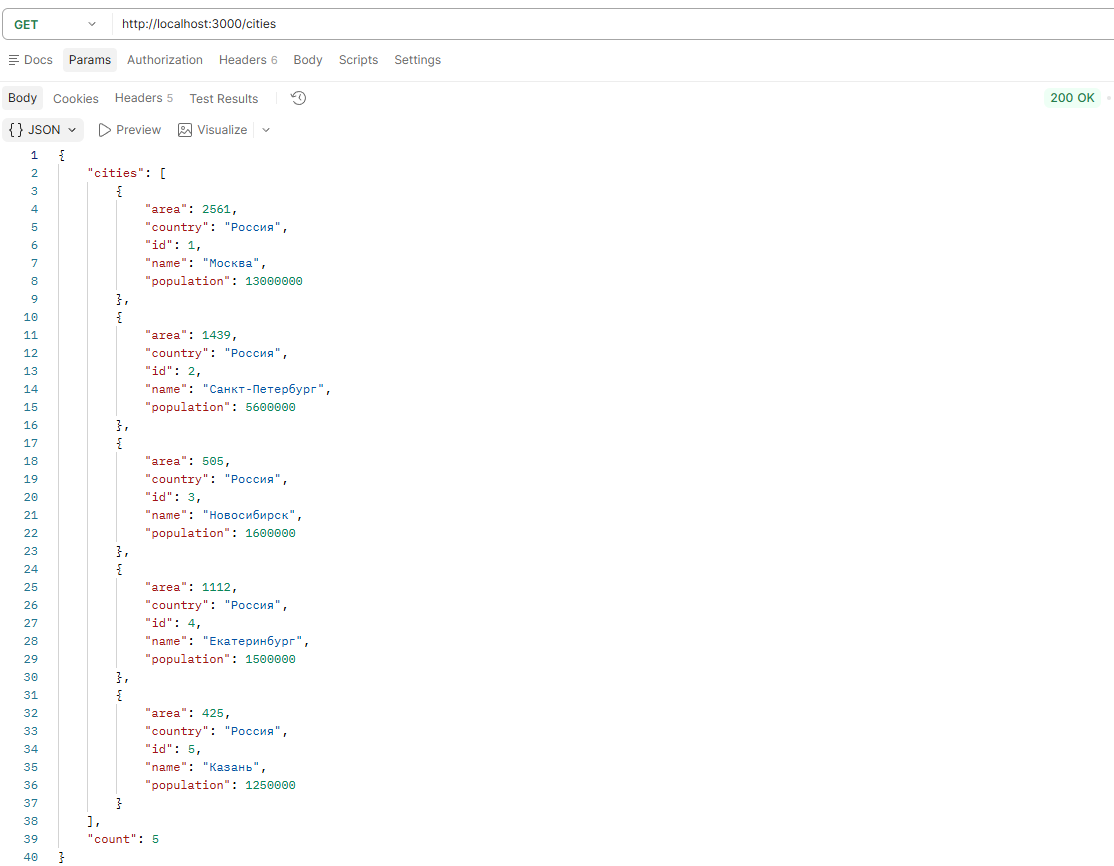 GET http://localhost:3000/cities
Docs Params Authorization Headers 6 Body Scripts Settings
Body Cookies Headers 5 Test Results 200 OK
{} JSON Preview Visualize
1 {
2 "cities": [
3 {
4 "area": 2561,
5 "country": "Россия",
6 "id": 1,
7 "name": "Москва",
8 "population": 13000000
9 },
10 {
11 "area": 1439,
12 "country": "Россия",
13 "id": 2,
14 "name": "Санкт-Петербург",
15 "population": 5600000
16 },
17 {
18 "area": 505,
19 "country": "Россия",
20 "id": 3,
21 "name": "Новосибирск",
22 "population": 1600000
23 },
24 {
25 "area": 1112,
26 "country": "Россия",
27 "id": 4,
28 "name": "Екатеринбург",
29 "population": 1500000
30 },
31 {
32 "area": 425,
33 "country": "Россия",
34 "id": 5,
35 "name": "Казань",
36 "population": 1250000
37 }
38 ],
39 "count": 5
40 }